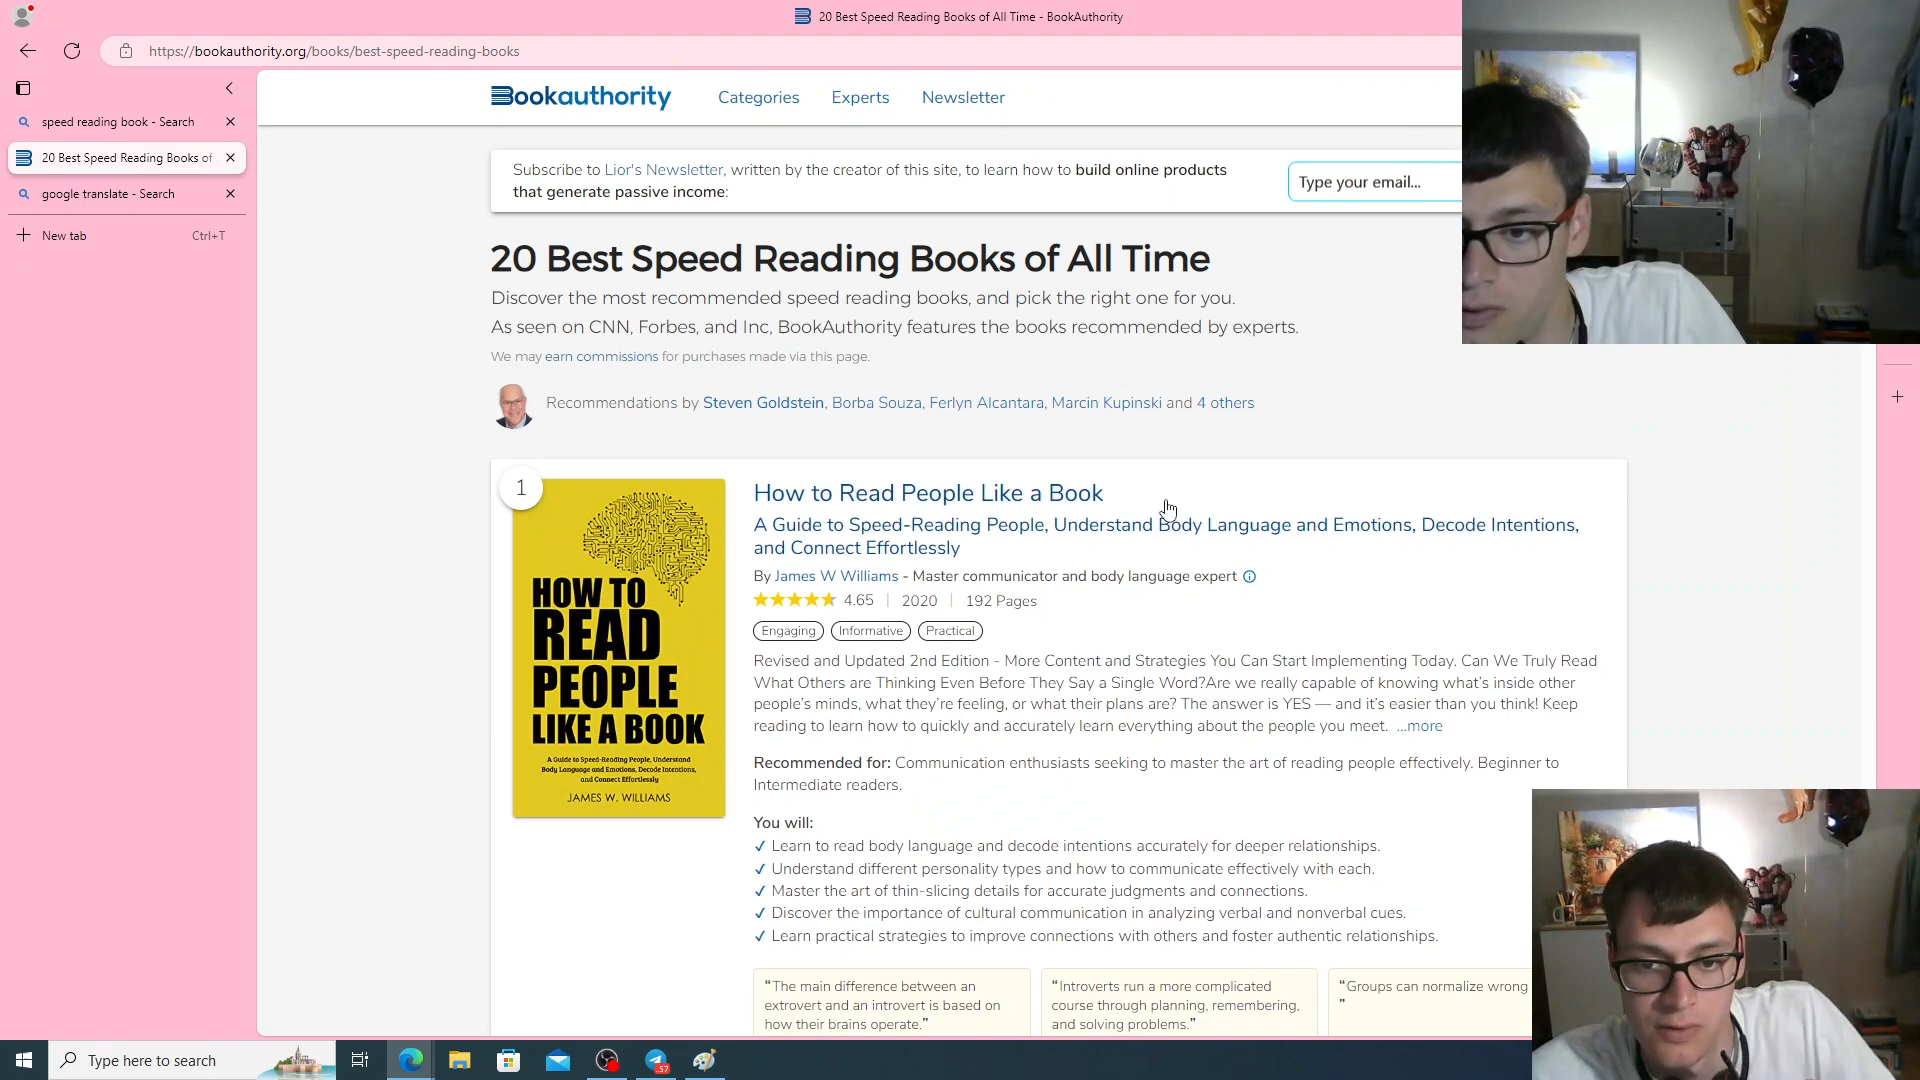 20 Best Speed Reading Books of All Time - BookAuthority
https://bookauthority.org/books/best-speed-reading-books
speed reading book - Search
20 Best Speed Reading Books of
google translate - Search
New tab
Ctrl+T
Bookauthority
Categories
Experts
Newsletter
Subscribe to Lior's Newsletter, written by the creator of this site, to learn how to build online products
that generate passive income:
Type your email...
20 Best Speed Reading Books of All Time
Discover the most recommended speed reading books, and pick the right one for you.
As seen on CNN, Forbes, and Inc, BookAuthority features the books recommended by experts.
We may earn commissions for purchases made via this page.
Recommendations by Steven Goldstein, Borba Souza, Ferlyn Alcantara, Marcin Kupinski and 4 others
1
HOW TO
READ
PEOPLE
LIKE A BOOK
A Guide to Speed-Reading People, Understand
Body Language and Emotions, Decode Intentions,
and Connect Effortlessly
JAMES W. WILLIAMS
How to Read People Like a Book
A Guide to Speed-Reading People, Understand Body Language and Emotions, Decode Intentions,
and Connect Effortlessly
By James W Williams - Master communicator and body language expert
4.65 | 2020 | 192 Pages
Engaging
Informative
Practical
Revised and Updated 2nd Edition - More Content and Strategies You Can Start Implementing Today. Can We Truly Read
What Others are Thinking Even Before They Say a Single Word?Are we really capable of knowing what's inside other
people's minds, what they're feeling, or what their plans are? The answer is YES — and it's easier than you think! Keep
reading to learn how to quickly and accurately learn everything about the people you meet. ...more
Recommended for: Communication enthusiasts seeking to master the art of reading people effectively. Beginner to
Intermediate readers.
You will:
✓ Learn to read body language and decode intentions accurately for deeper relationships.
✓ Understand different personality types and how to communicate effectively with each.
✓ Master the art of thin-slicing details for accurate judgments and connections.
✓ Discover the importance of cultural communication in analyzing verbal and nonverbal cues.
✓ Learn practical strategies to improve connections with others and foster authentic relationships.
“The main difference between an
extrovert and an introvert is based on
how their brains operate.”
“Introverts run a more complicated
course through planning, remembering,
and solving problems.”
“Groups can normalize wrong
”
Type here to search
57